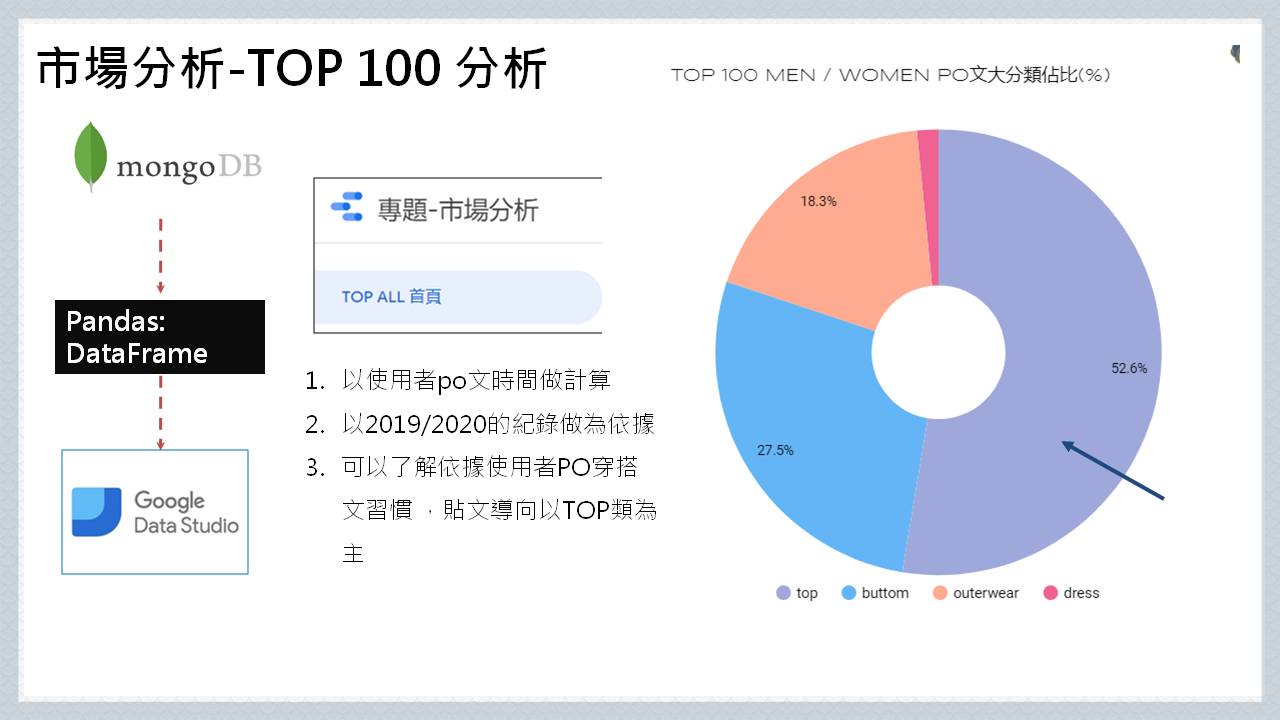 市場分析-TOP 100 分析
mongoDB
Pandas:
DataFrame
Google
Data Studio
專題-市場分析
TOP ALL 首頁
1. 以使用者po文時間做計算
2. 以2019/2020的紀錄做為依據
3. 可以了解依據使用者PO穿搭
文習慣 ，貼文導向以TOP類為
主
TOP 100 MEN / WOMEN PO文大分類佔比(%)
18.3%
52.6%
27.5%
top buttom outerwear dress